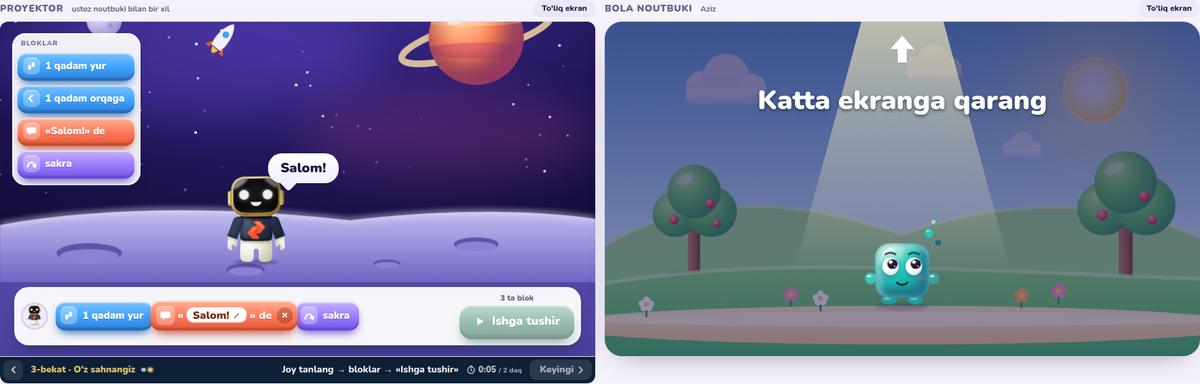 PROYEKTOR ustoz noutbuki bilan bir xil To'liq ekran
BLOKLAR
1 qadam yur
1 qadam orqaga
«Salom!» de
sakra
Salom!
3 ta blok
1 qadam yur « Salom! » de sakra Ishga tushir
3-bekat · O'z sahnangiz Joy tanlang → bloklar → «Ishga tushir» 0:05 / 2 daq Keyingi
BOLA NOUTBUKI Aziz To'liq ekran
Katta ekranga qarang